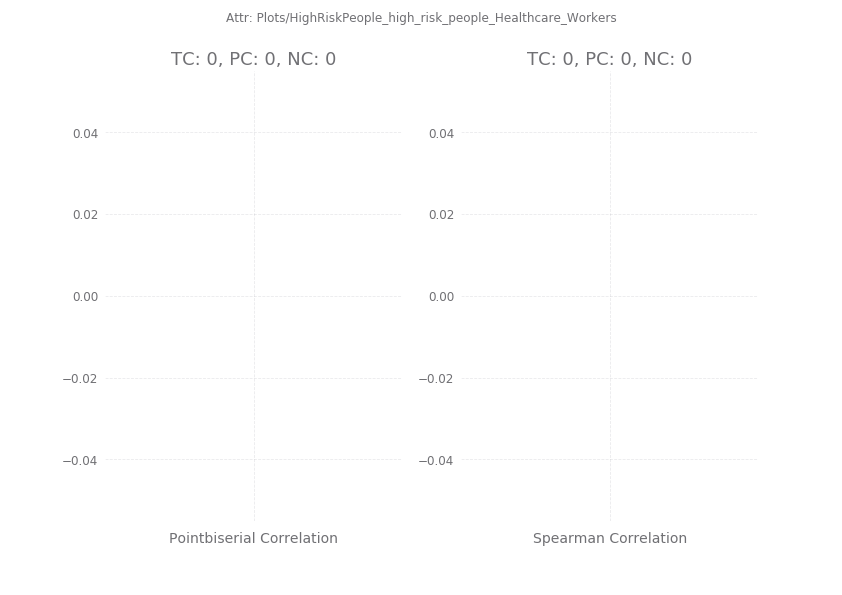 Attr: Plots/HighRiskPeople_high_risk_people_Healthcare_Workers
TC: 0, PC: 0, NC: 0
0.04
0.02
0.00
−0.02
−0.04
Pointbiserial Correlation
TC: 0, PC: 0, NC: 0
0.04
0.02
0.00
−0.02
−0.04
Spearman Correlation